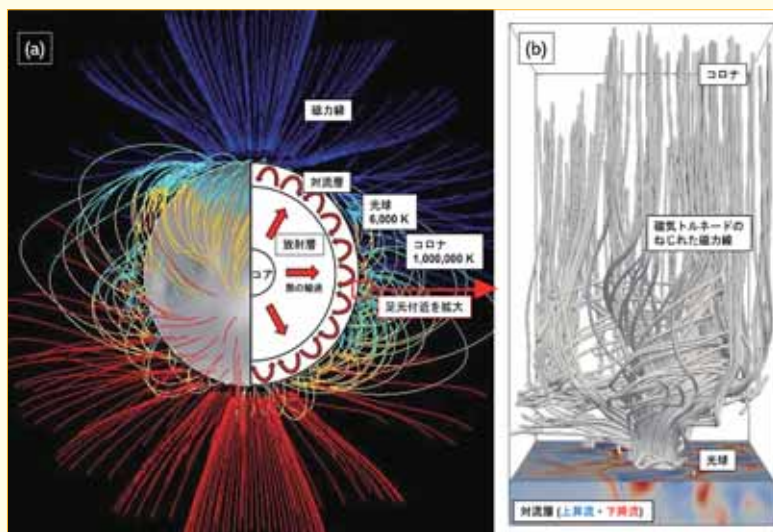 (a)
磁力線
対流層
光球
6,000 K
コロナ
1,000,000 K
放射層
コア
熱の輸送
足元付近を拡大
(b)
コロナ
磁気トルネードの
ねじれた磁力線
光球
対流層 (上昇流・下降流)